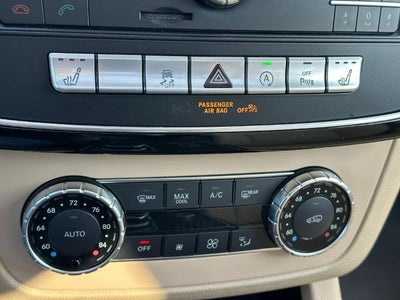 OFF
PASSENGER
AIR BAG OFF
MAX
MAX
COOL
A/C
REAR
72
68 76
64 80
60 84
AUTO
72
68 76
64 80
60 84
OFF